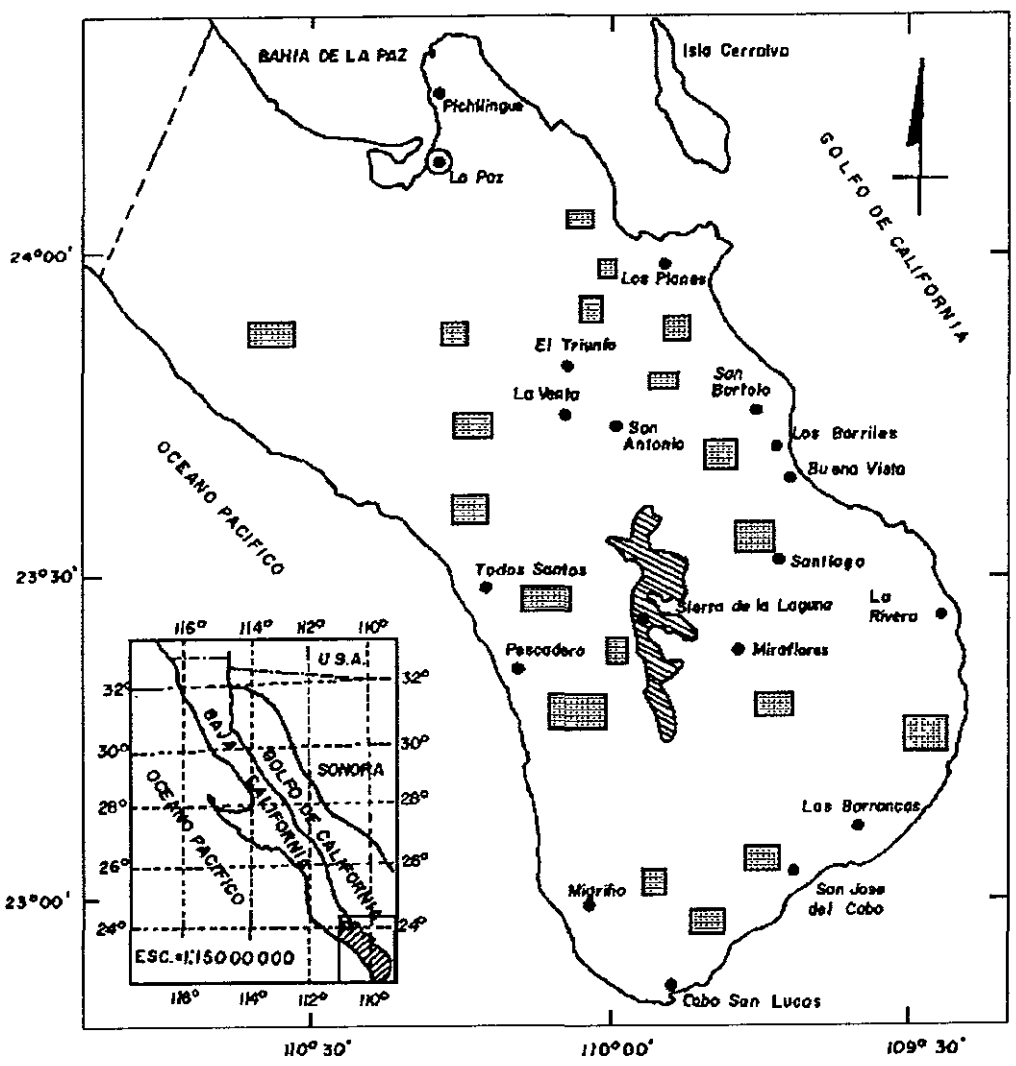 BAHIA DE LA PAZ
Isla Cerralvo
Pichilingue
La Paz
GOLFO DE CALIFORNIA
24°00'
Los Planes
El Triunfo
La Venta
San
Bartolo
San
Antonio
Los Barriles
Buena Vista
OCEANO PACIFICO
23°30'
Todos Santos
Santiago
Sierra de la Laguna
La
Rivera
Pescadero
Miraflores
Las Barrancas
Migriño
San Jose
del Cabo
23°00'
Cabo San Lucas
110°30'
110°00'
109°30'
116° 114° 112° 110°
U.S.A.
32° 32°
30° 30°
BAJA CALIFORNIA
GOLFO DE CALIFORNIA
SONORA
28° 28°
OCEANO PACIFICO
26° 26°
24° 24°
ESC.=1:15000000
116° 114° 112° 110°